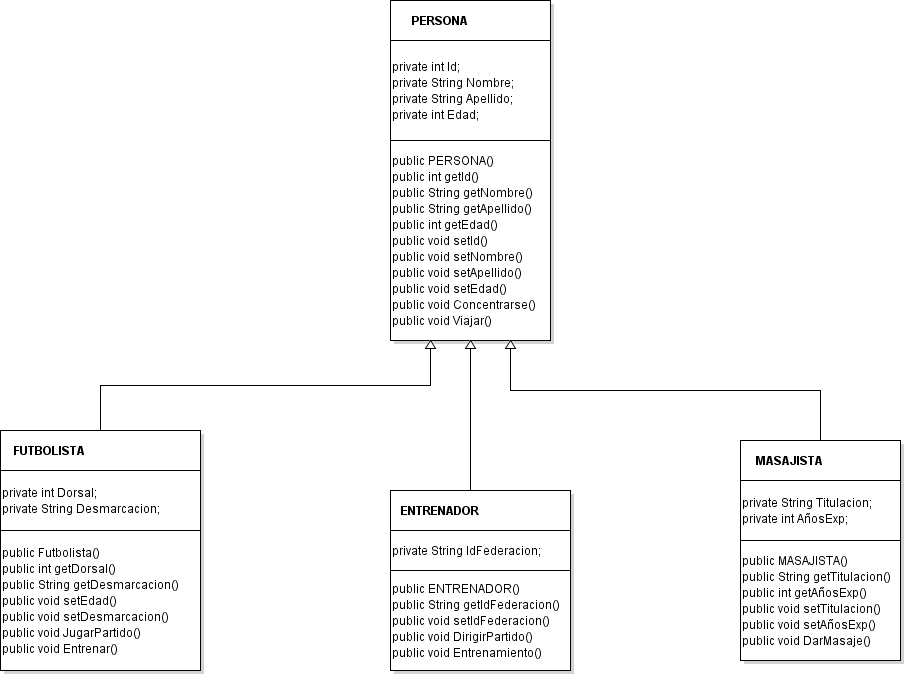 PERSONA
private int Id;
private String Nombre;
private String Apellido;
private int Edad;
public PERSONA()
public int getId()
public String getNombre()
public String getApellido()
public int getEdad()
public void setId()
public void setNombre()
public void setApellido()
public void setEdad()
public void Concentrarse()
public void Viajar()
FUTBOLISTA
private int Dorsal;
private String Desmarcacion;
public Futbolista()
public int getDorsal()
public String getDesmarcacion()
public void setEdad()
public void setDesmarcacion()
public void JugarPartido()
public void Entrenar()
ENTRENADOR
private String IdFederacion;
public ENTRENADOR()
public String getIdFederacion()
public void setIdFederacion()
public void DirigirPartido()
public void Entrenamiento()
MASAJISTA
private String Titulacion;
private int AñosExp;
public MASAJISTA()
public String getTitulacion()
public int getAñosExp()
public void setTitulacion()
public void setAñosExp()
public void DarMasaje()